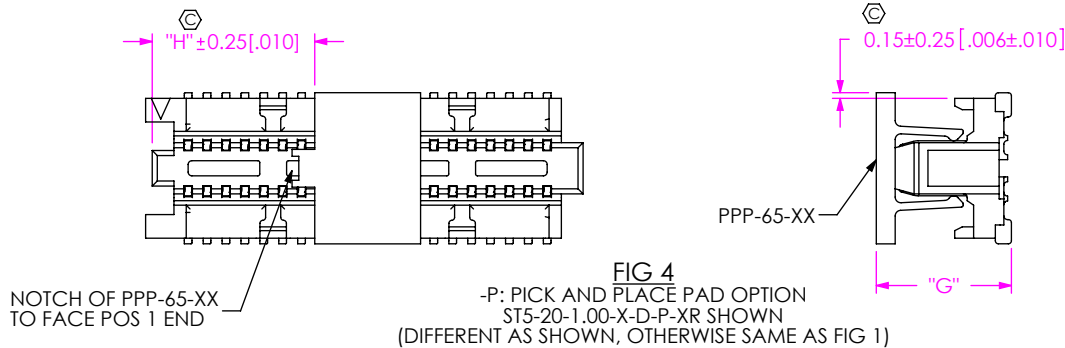 C
"H" ±0.25[.010]
C
0.15±0.25 [.006±.010]
PPP-65-XX
"G"
NOTCH OF PPP-65-XX
TO FACE POS 1 END
FIG 4
-P: PICK AND PLACE PAD OPTION
ST5-20-1.00-X-D-P-XR SHOWN
(DIFFERENT AS SHOWN, OTHERWISE SAME AS FIG 1)